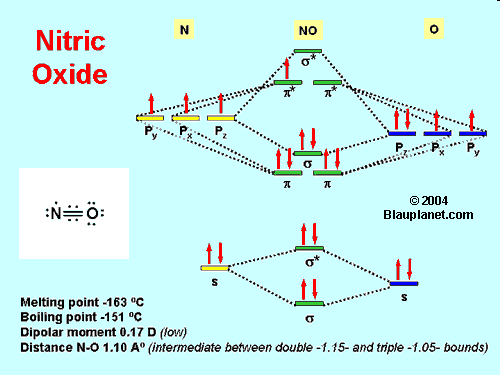 Nitric
Oxide
N NO O
σ*
π* π*
Py Px Pz
Pz Px Py
σ
π π
© 2004
Blauplanet.com
N O
σ*
s s
σ
Melting point -163 ºC
Boiling point -151 ºC
Dipolar moment 0.17 D (low)
Distance N-O 1.10 Aº (intermediate between double -1.15- and triple -1.05- bounds)